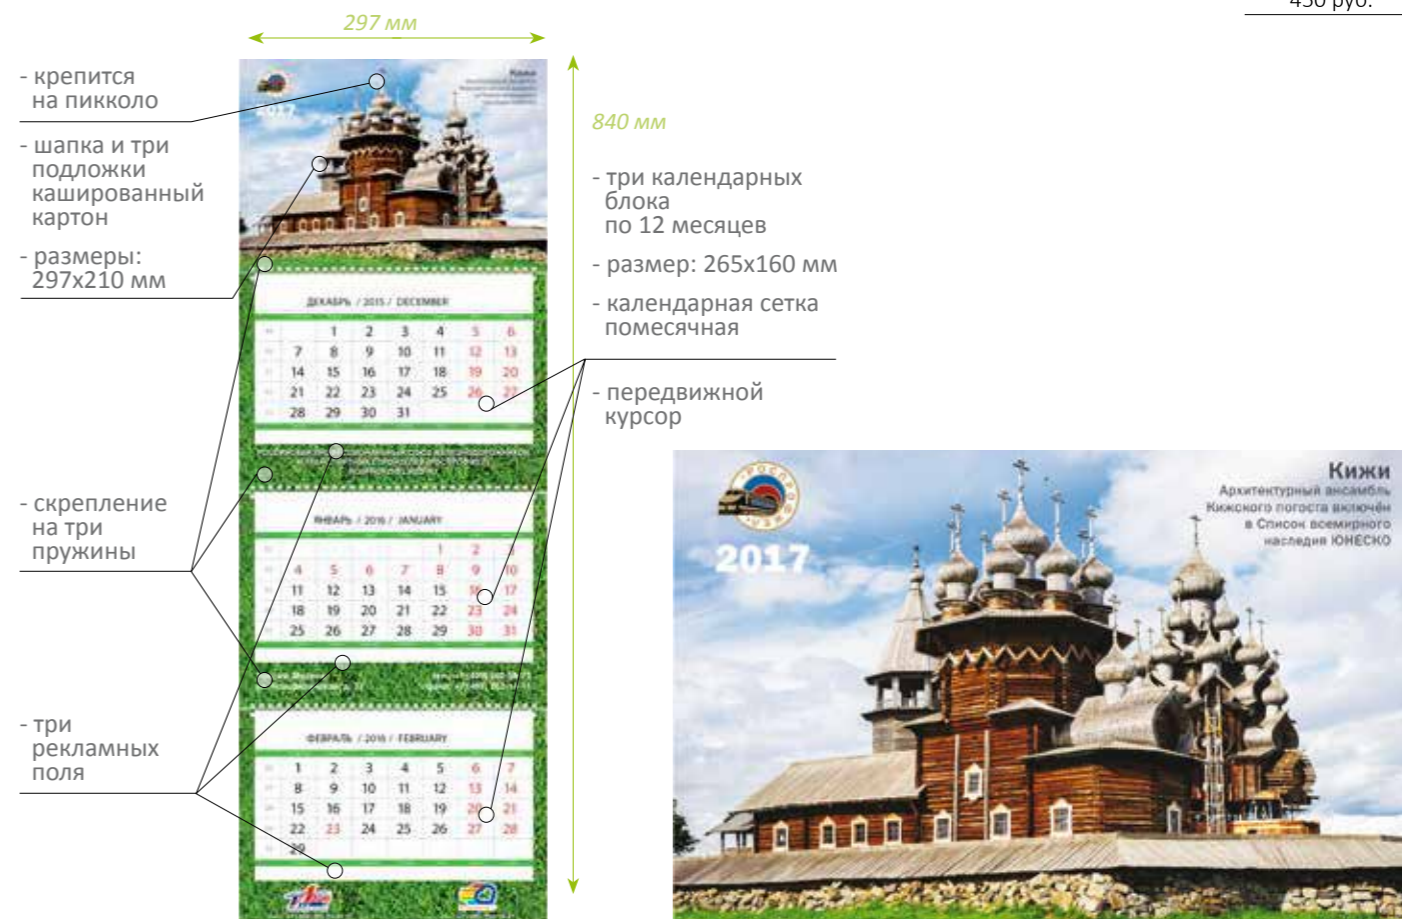 450 руб.
297 мм
- крепится
на пикколо
- шапка и три
подложки
кашированный
картон
- размеры:
297х210 мм
- скрепление
на три
пружины
- три
рекламных
поля
2017
Кижи
ДЕКАБРЬ / 2015 / DECEMBER
1 2 3 4 5 6
7 8 9 10 11 12 13
14 15 16 17 18 19 20
21 22 23 24 25 26 27
28 29 30 31
ЯНВАРЬ / 2016 / JANUARY
1 2 3
4 5 6 7 8 9 10
11 12 13 14 15 16 17
18 19 20 21 22 23 24
25 26 27 28 29 30 31
ФЕВРАЛЬ / 2016 / FEBRUARY
1 2 3 4 5 6 7
8 9 10 11 12 13 14
15 16 17 18 19 20 21
22 23 24 25 26 27 28
29
840 мм
- три календарных
блока
по 12 месяцев
- размер: 265х160 мм
- календарная сетка
помесячная
- передвижной
курсор
РОСПРОФЖЕЛ
2017
Кижи
Архитектурный ансамбль
Кижского погоста включён
в Список всемирного
наследия ЮНЕСКО